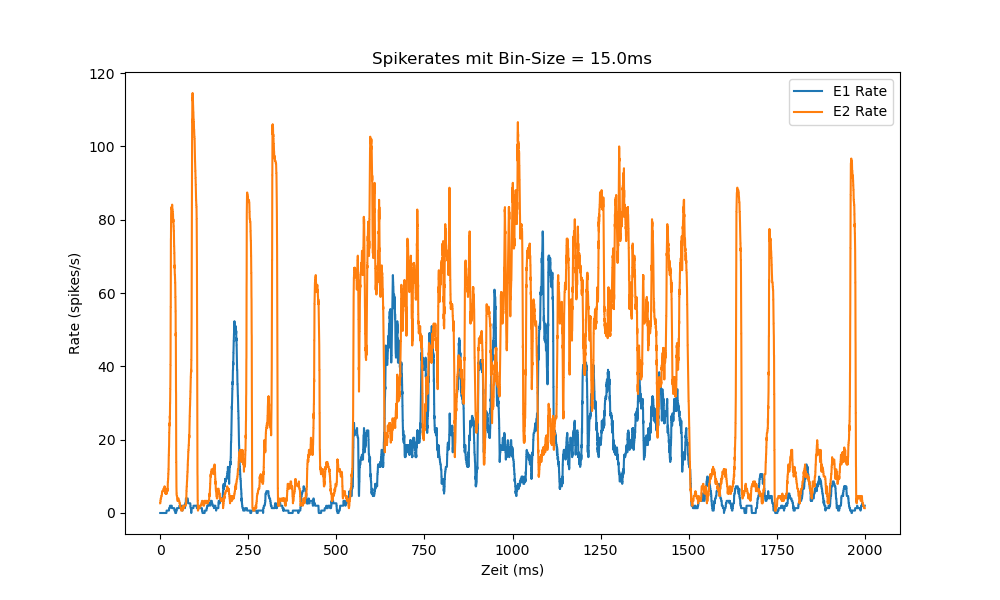 Spikerates mit Bin-Size = 15.0ms
E1 Rate
E2 Rate
Rate (spikes/s)
120
100
80
60
40
20
0
0 250 500 750 1000 1250 1500 1750 2000
Zeit (ms)